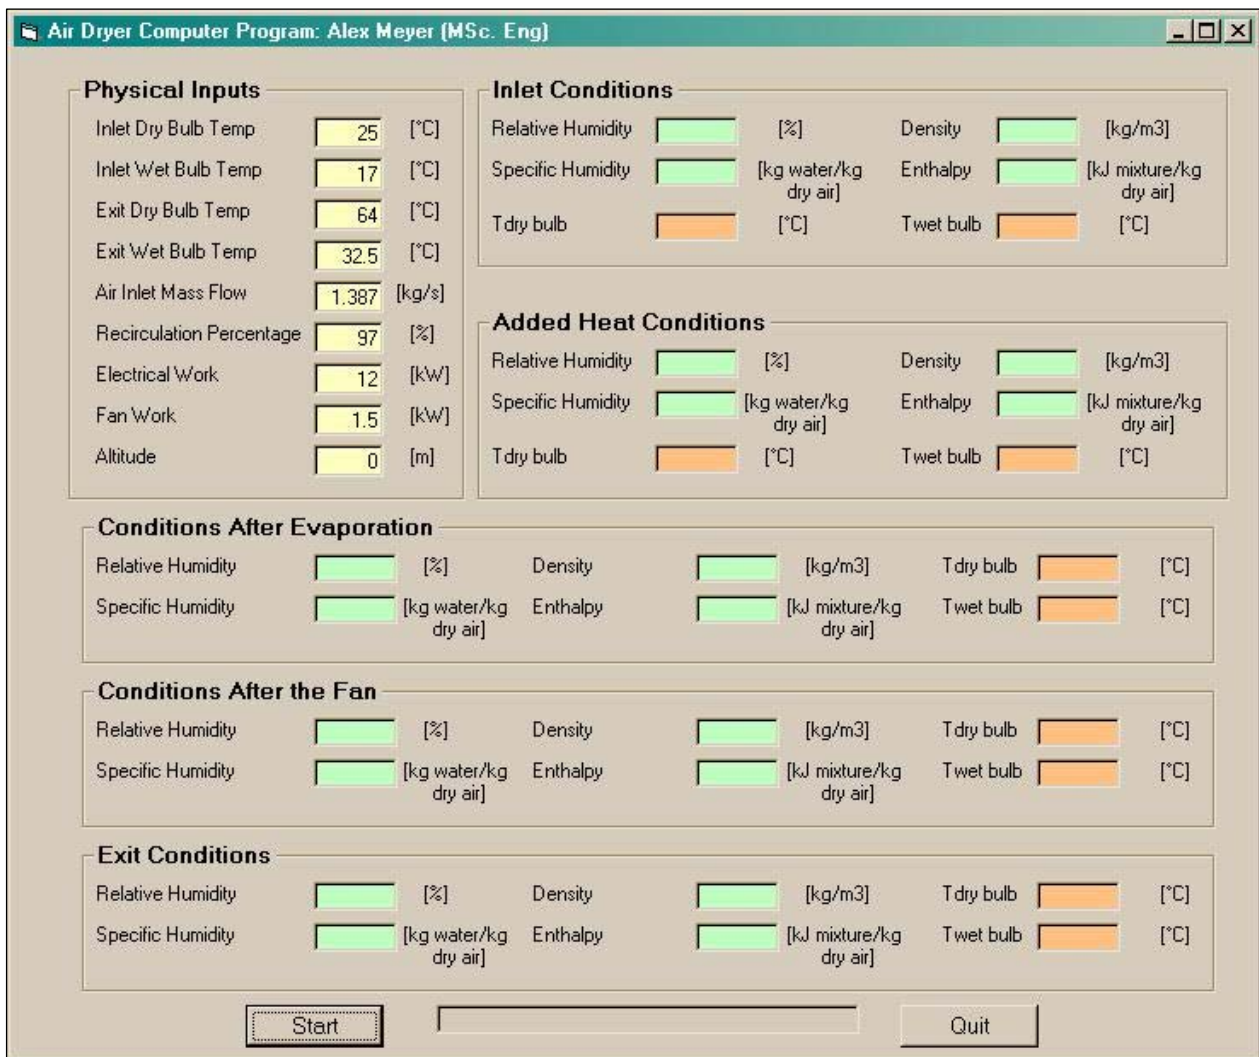 Air Dryer Computer Program: Alex Meyer (MSc. Eng)
Physical Inputs
Inlet Dry Bulb Temp 25 [°C]
Inlet Wet Bulb Temp 17 [°C]
Exit Dry Bulb Temp 64 [°C]
Exit Wet Bulb Temp 32.5 [°C]
Air Inlet Mass Flow 1.387 [kg/s]
Recirculation Percentage 97 [%]
Electrical Work 12 [kW]
Fan Work 1.5 [kW]
Altitude 0 [m]
Inlet Conditions
Relative Humidity [%] Density [kg/m3]
Specific Humidity [kg water/kg Enthalpy [kJ mixture/kg
dry air] dry air]
Tdry bulb [°C] Twet bulb [°C]
Added Heat Conditions
Relative Humidity [%] Density [kg/m3]
Specific Humidity [kg water/kg Enthalpy [kJ mixture/kg
dry air] dry air]
Tdry bulb [°C] Twet bulb [°C]
Conditions After Evaporation
Relative Humidity [%] Density [kg/m3] Tdry bulb [°C]
Specific Humidity [kg water/kg Enthalpy [kJ mixture/kg Twet bulb [°C]
dry air] dry air]
Conditions After the Fan
Relative Humidity [%] Density [kg/m3] Tdry bulb [°C]
Specific Humidity [kg water/kg Enthalpy [kJ mixture/kg Twet bulb [°C]
dry air] dry air]
Exit Conditions
Relative Humidity [%] Density [kg/m3] Tdry bulb [°C]
Specific Humidity [kg water/kg Enthalpy [kJ mixture/kg Twet bulb [°C]
dry air] dry air]
Start Quit